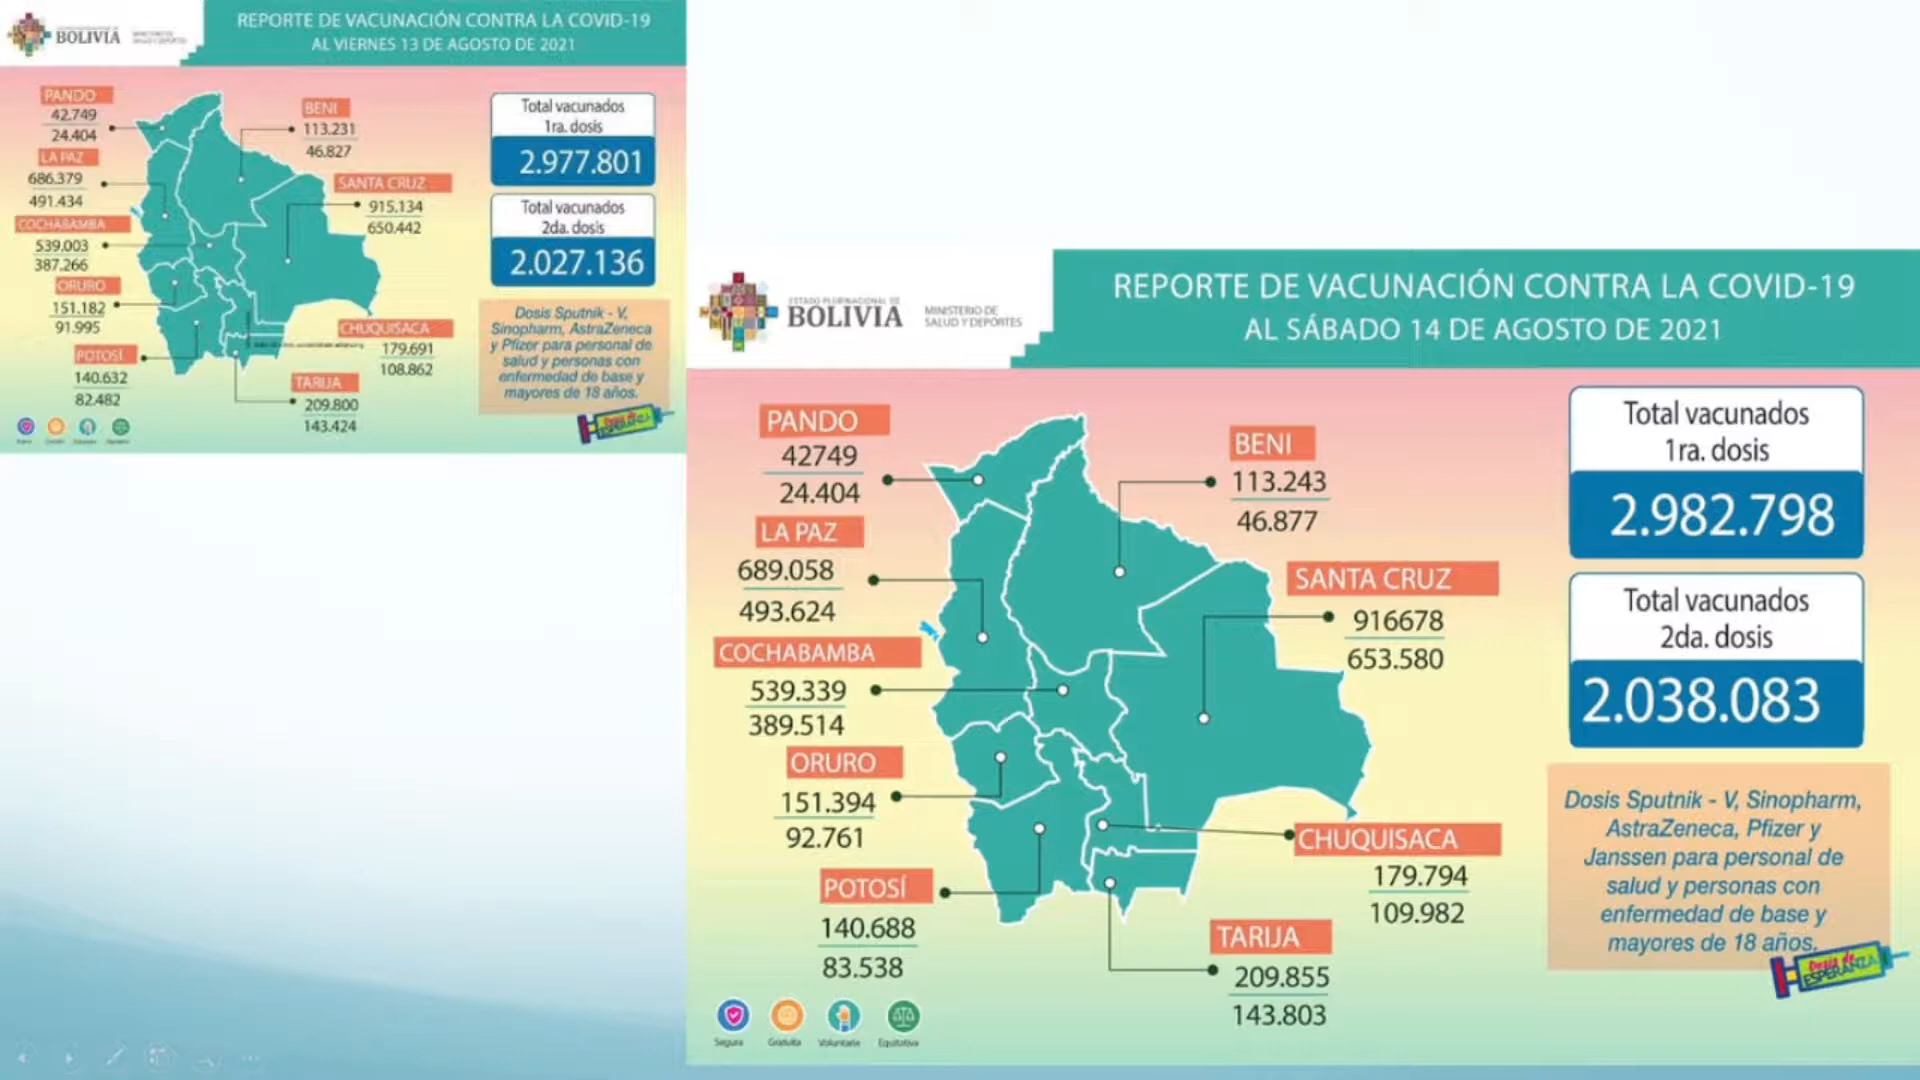 BOLIVIA
REPORTE DE VACUNACIÓN CONTRA LA COVID-19
AL VIERNES 13 DE AGOSTO DE 2021
PANDO
42.749
24.404
LA PAZ
686.379
491.434
COCHABAMBA
539.003
387.266
ORURO
151.182
91.995
POTOSÍ
140.632
82.482
BENI
113.231
46.827
SANTA CRUZ
915.134
650.442
CHUQUISACA
179.691
108.862
TARIJA
209.800
143.424
Total vacunados
1ra. dosis
2.977.801
Total vacunados
2da. dosis
2.027.136
Dosis Sputnik - V,
Sinopharm, AstraZeneca
y Pfizer para personal de
salud y personas con
enfermedad de base y
mayores de 18 años.
Dosis de
ESPERANZA
ESTADO PLURINACIONAL DE
BOLIVIA
MINISTERIO DE
SALUD Y DEPORTES
REPORTE DE VACUNACIÓN CONTRA LA COVID-19
AL SÁBADO 14 DE AGOSTO DE 2021
PANDO
42749
24.404
LA PAZ
689.058
493.624
COCHABAMBA
539.339
389.514
ORURO
151.394
92.761
POTOSÍ
140.688
83.538
BENI
113.243
46.877
SANTA CRUZ
916678
653.580
CHUQUISACA
179.794
109.982
TARIJA
209.855
143.803
Total vacunados
1ra. dosis
2.982.798
Total vacunados
2da. dosis
2.038.083
Dosis Sputnik - V, Sinopharm,
AstraZeneca, Pfizer y
Janssen para personal de
salud y personas con
enfermedad de base y
mayores de 18 años.
Dosis de
ESPERANZA
Segura
Gratuita
Voluntaria
Equitativa